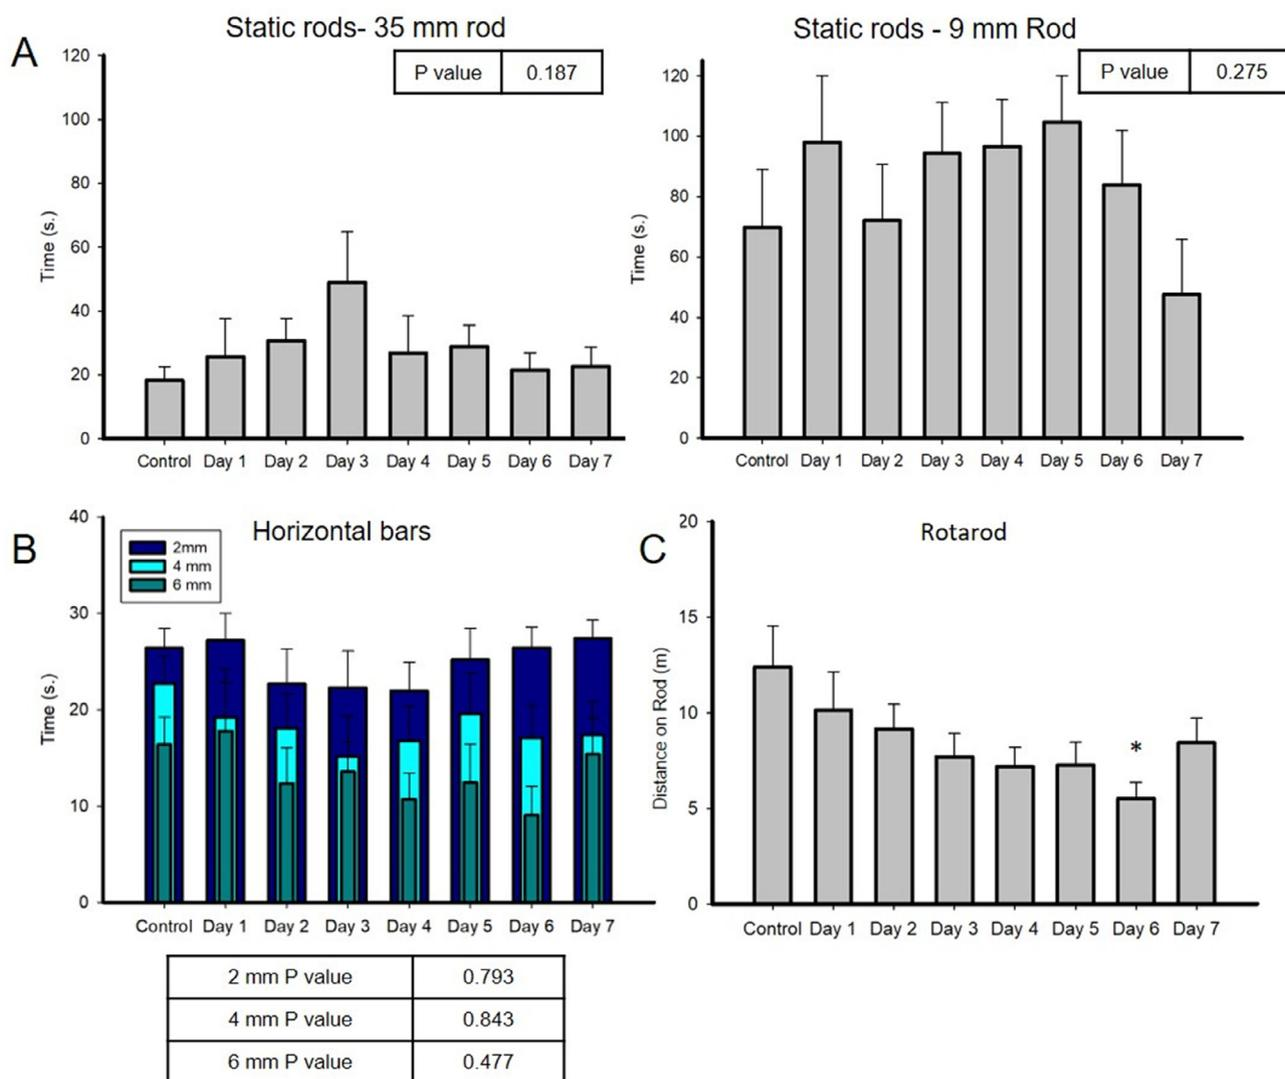 A
Static rods- 35 mm rod
P value 0.187
Time (s.)
120
100
80
60
40
20
0
Control Day 1 Day 2 Day 3 Day 4 Day 5 Day 6 Day 7
Static rods - 9 mm Rod
P value 0.275
Time (s.)
120
100
80
60
40
20
0
Control Day 1 Day 2 Day 3 Day 4 Day 5 Day 6 Day 7
B
Horizontal bars
2mm
4 mm
6 mm
Time (s.)
40
30
20
10
0
Control Day 1 Day 2 Day 3 Day 4 Day 5 Day 6 Day 7
2 mm P value 0.793
4 mm P value 0.843
6 mm P value 0.477
C
Rotarod
Distance on Rod (m)
20
15
10
5
0
*
Control Day 1 Day 2 Day 3 Day 4 Day 5 Day 6 Day 7